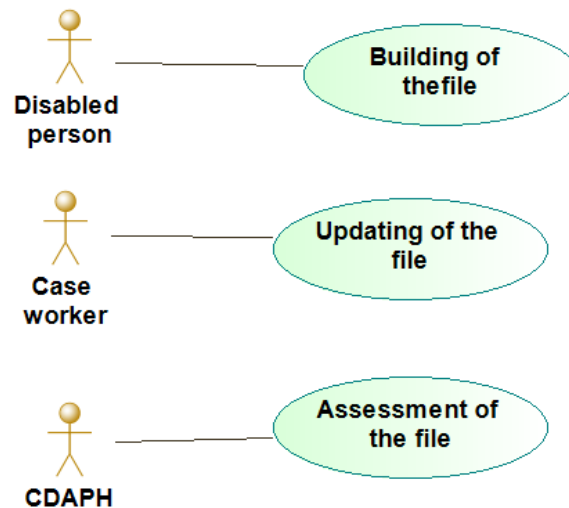 Building of
thefile
Disabled
person
Updating of the
file
Case
worker
Assessment of
the file
CDAPH